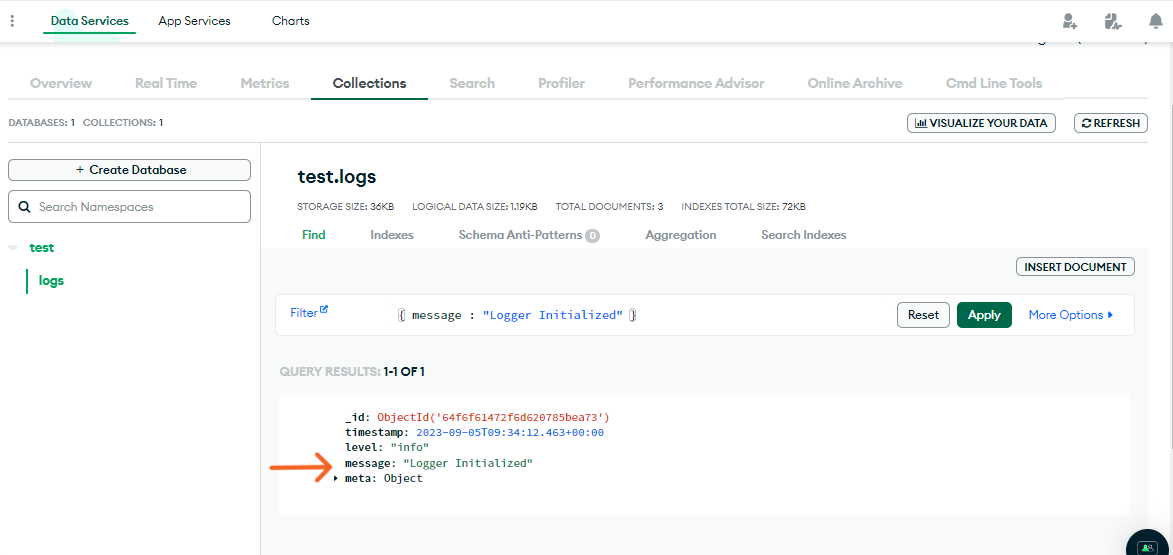 Data Services App Services Charts
Overview Real Time Metrics Collections Search Profiler Performance Advisor Online Archive Cmd Line Tools
DATABASES: 1 COLLECTIONS: 1
VISUALIZE YOUR DATA
REFRESH
+ Create Database
Search Namespaces
test
logs
test.logs
STORAGE SIZE: 36KB LOGICAL DATA SIZE: 1.19KB TOTAL DOCUMENTS: 3 INDEXES TOTAL SIZE: 72KB
Find Indexes Schema Anti-Patterns 0 Aggregation Search Indexes
INSERT DOCUMENT
Filter { message : "Logger Initialized" } Reset Apply More Options
QUERY RESULTS: 1-1 OF 1
_id: ObjectId('64f6f61472f6d620785bea73')
timestamp: 2023-09-05T09:34:12.463+00:00
level: "info"
message: "Logger Initialized"
meta: Object